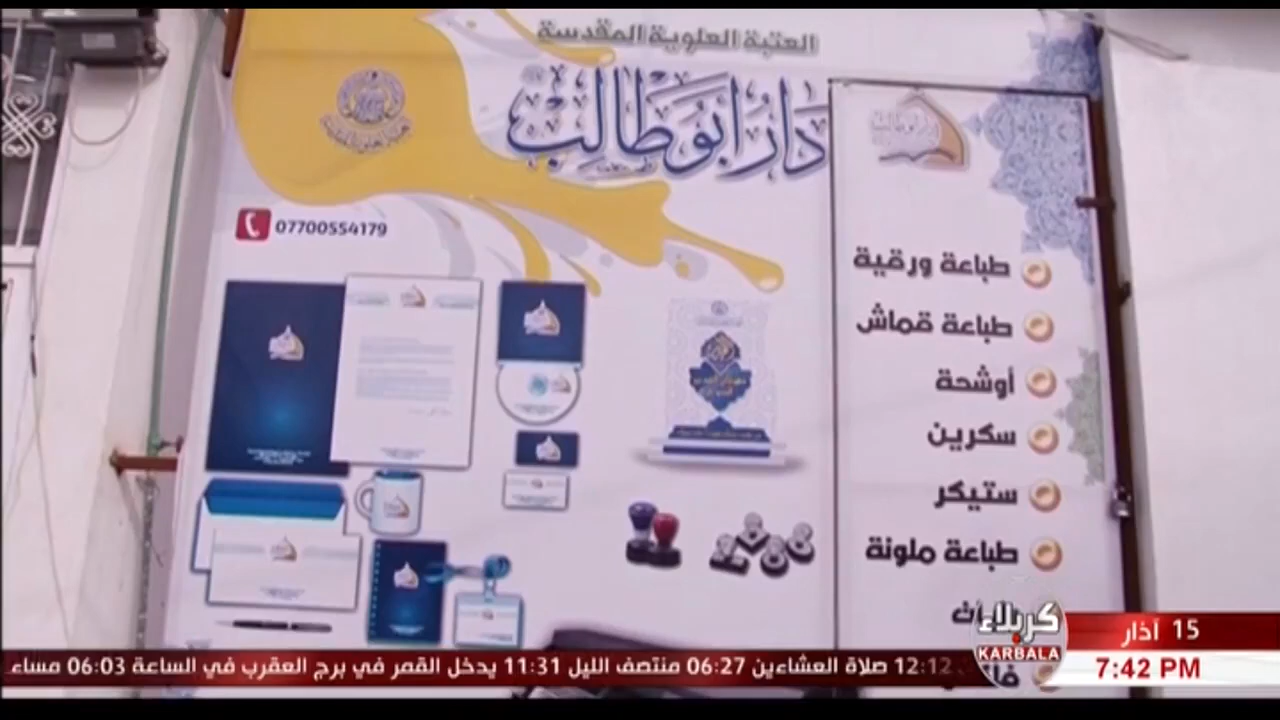 العتبة العلوية المقدسة
دار ابو طالب
07700554179
طباعة ورقية
طباعة قماش
أوشحة
سكرين
ستيكر
طباعة ملونة
كربلاء
KARBALA
15 آذار
7:42 PM
12:12 صلاة العشاءين 06:27 منتصف الليل 11:31 يدخل القمر في برج العقرب في الساعة 06:03 مساء